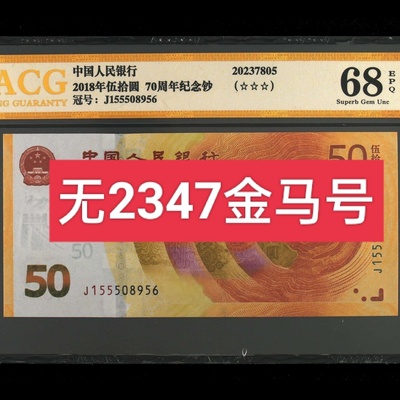 ACG
NG GUARANTY
中国人民银行
2018年伍拾圆 70周年纪念钞
冠号: J155508956
20237805
(☆☆☆)
68 EPQ
Superb Gem Unc
中国人民银行
50
无2347金马号
50
50
J155508956
J155